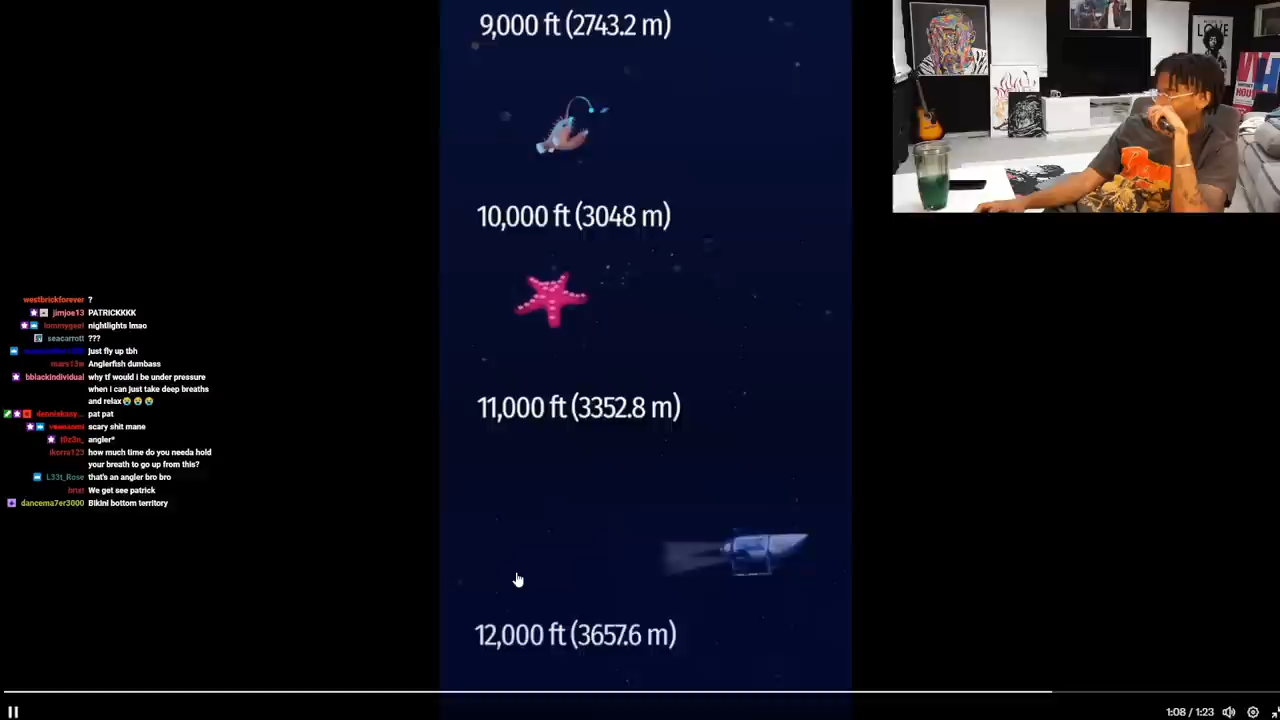 9,000 ft (2743.2 m)
10,000 ft (3048 m)
11,000 ft (3352.8 m)
12,000 ft (3657.6 m)
LOVE
westbrickforever ?
jimjoe13 PATRICKKKK
nightlights lmao
seacarrott ???
just fly up tbh
mars13m Anglerfish dumbass
bblackindividual why tf would i be under pressure
when I can just take deep breaths
and relax😭😭😭
pat pat
scary shit mane
f0z3n_ angler*
ikorra123 how much time do you needa hold
your breath to go up from this?
L33t_Rose that's an angler bro bro
We get see patrick
dancema7er3000 Bikini bottom territory
1:08 / 1:23